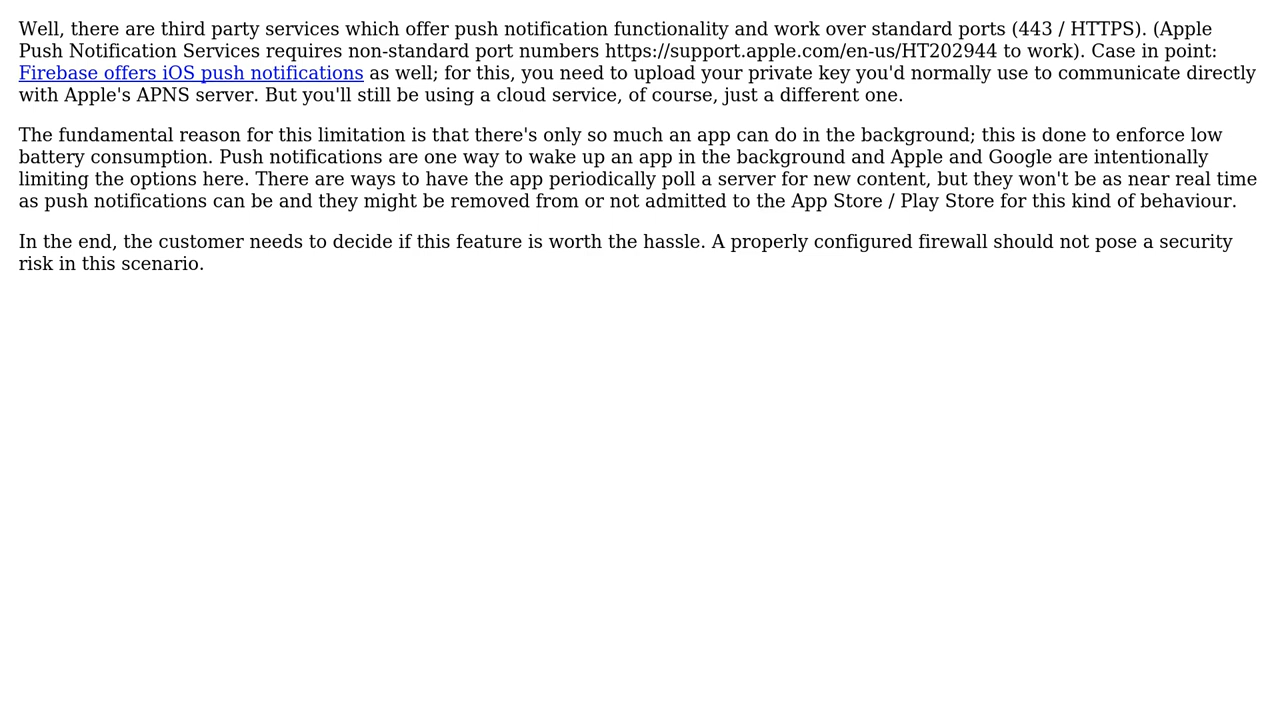 Well, there are third party services which offer push notification functionality and work over standard ports (443 / HTTPS). (Apple
Push Notification Services requires non-standard port numbers https://support.apple.com/en-us/HT202944 to work). Case in point:
Firebase offers iOS push notifications as well; for this, you need to upload your private key you'd normally use to communicate directly
with Apple's APNS server. But you'll still be using a cloud service, of course, just a different one.
The fundamental reason for this limitation is that there's only so much an app can do in the background; this is done to enforce low
battery consumption. Push notifications are one way to wake up an app in the background and Apple and Google are intentionally
limiting the options here. There are ways to have the app periodically poll a server for new content, but they won't be as near real time
as push notifications can be and they might be removed from or not admitted to the App Store / Play Store for this kind of behaviour.
In the end, the customer needs to decide if this feature is worth the hassle. A properly configured firewall should not pose a security
risk in this scenario.